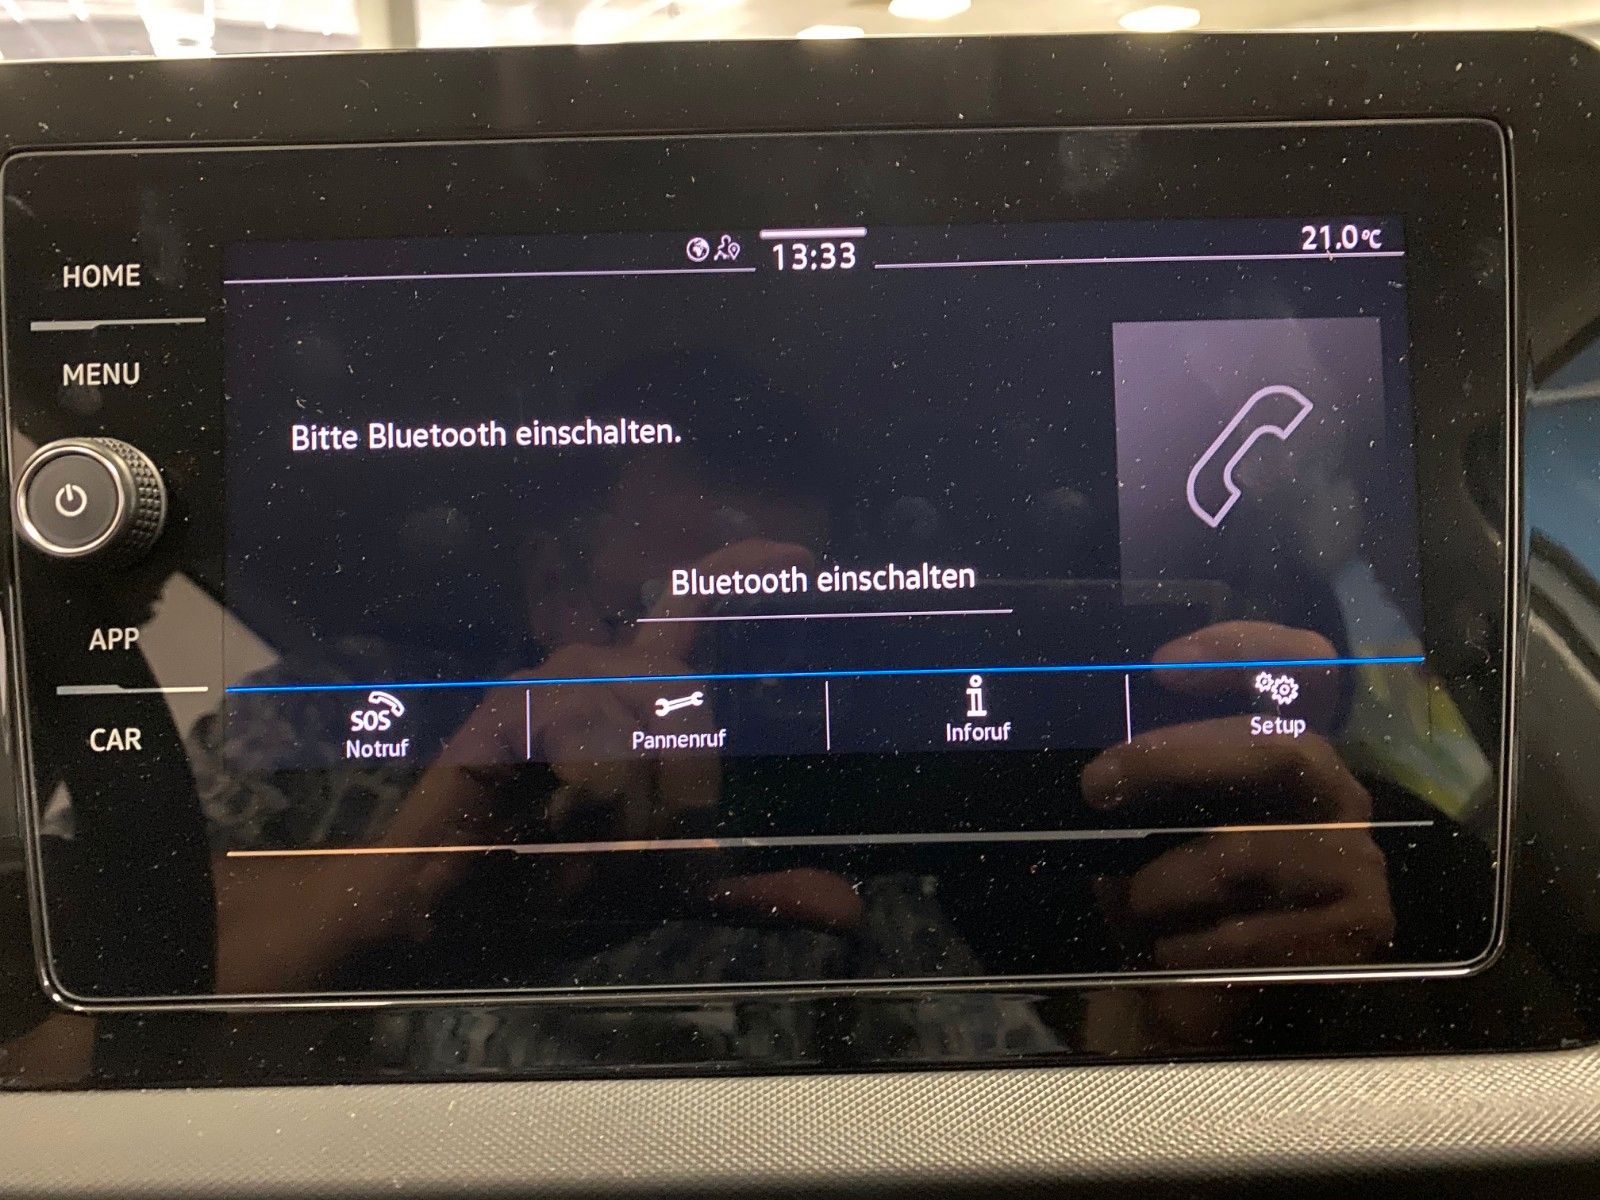 HOME
MENU
APP
CAR
13:33
21.0°C
Bitte Bluetooth einschalten.
Bluetooth einschalten
SOS
Notruf
Pannenruf
Inforuf
Setup